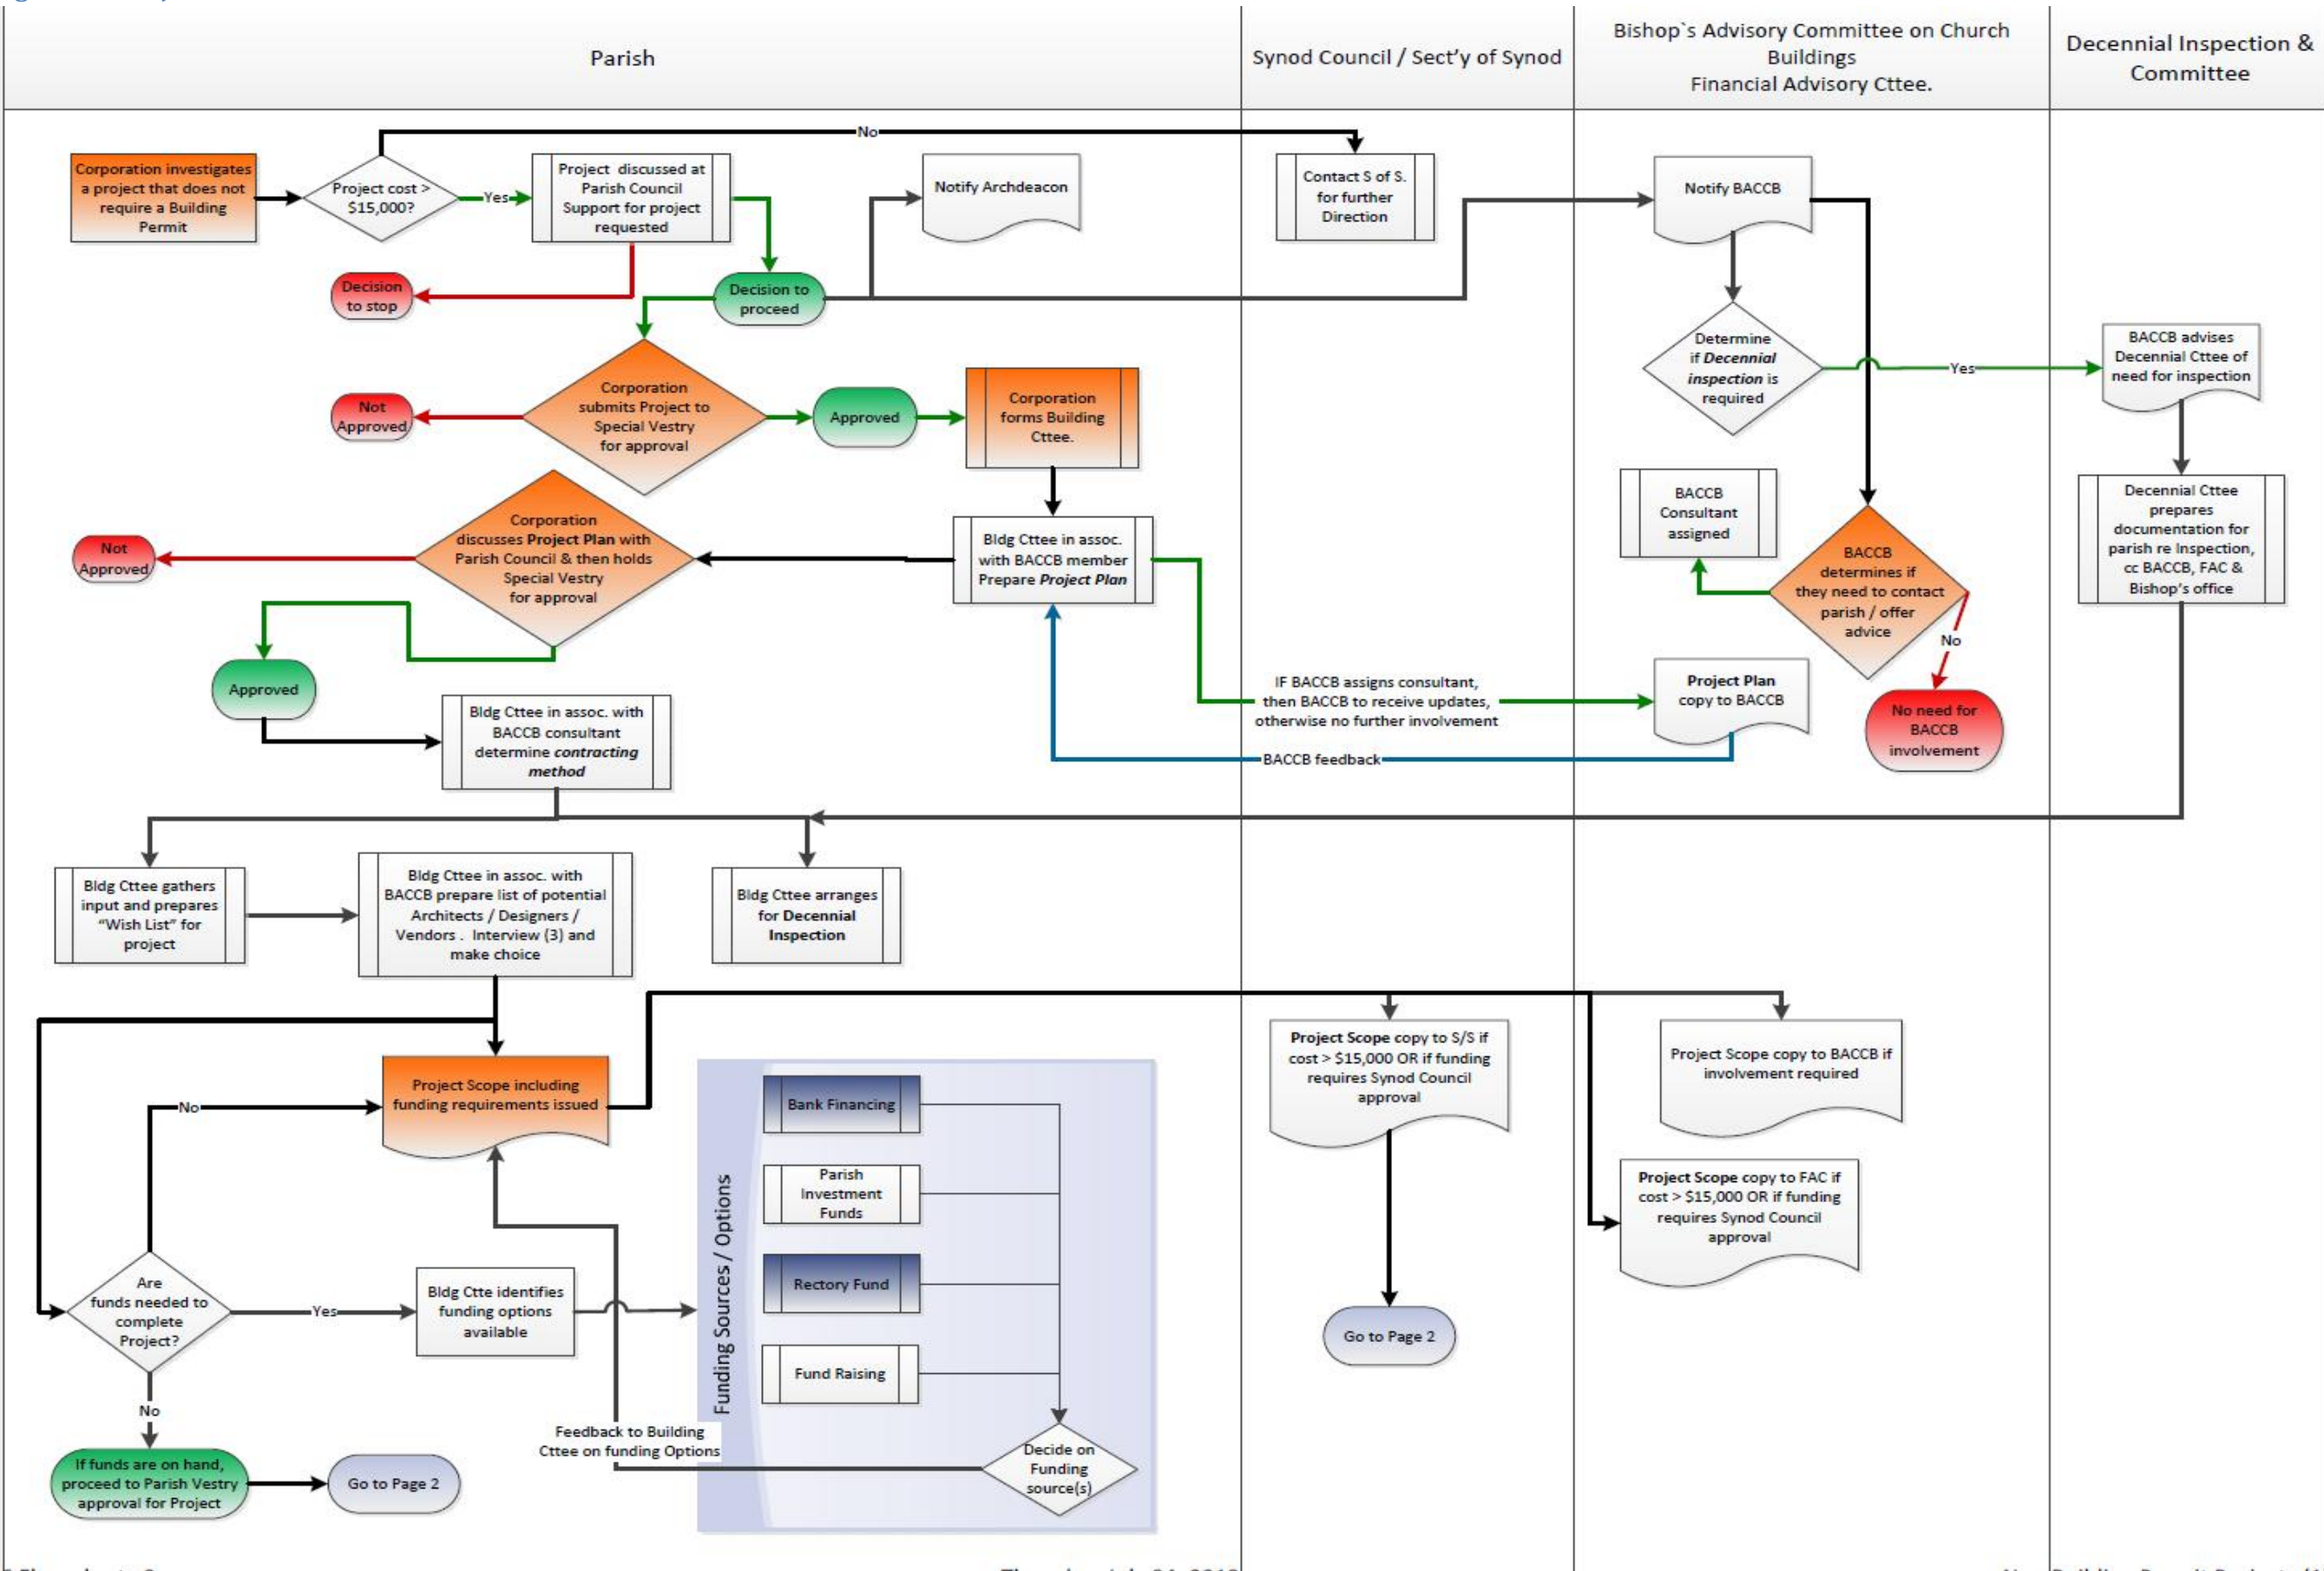 Parish
Synod Council / Sect'y of Synod
Bishop`s Advisory Committee on Church
Buildings
Financial Advisory Cttee.
Decennial Inspection &
Committee
No
Corporation investigates
a project that does not
require a Building
Permit
Project cost >
$15,000?
Yes
Project discussed at
Parish Council
Support for project
requested
Notify Archdeacon
Contact S of S.
for further
Direction
Notify BACCB
Decision
to stop
Decision to
proceed
Determine
if Decennial
inspection is
required
Yes
BACCB advises
Decennial Cttee of
need for inspection
Not
Approved
Corporation
submits Project to
Special Vestry
for approval
Approved
Corporation
forms Building
Cttee.
BACCB
Consultant
assigned
Decennial Cttee
prepares
documentation for
parish re Inspection,
cc BACCB, FAC &
Bishop's office
Not
Approved
Corporation
discusses Project Plan with
Parish Council & then holds
Special Vestry
for approval
Bldg Cttee in assoc.
with BACCB member
Prepare Project Plan
BACCB
determines if
they need to contact
parish / offer
advice
No
Approved
Bldg Cttee in assoc. with
BACCB consultant
determine contracting
method
IF BACCB assigns consultant,
then BACCB to receive updates,
otherwise no further involvement
Project Plan
copy to BACCB
No need for
BACCB
involvement
BACCB feedback
Bldg Cttee gathers
input and prepares
"Wish List" for
project
Bldg Cttee in assoc. with
BACCB prepare list of potential
Architects / Designers /
Vendors . Interview (3) and
make choice
Bldg Cttee arranges
for Decennial
Inspection
Project Scope including
funding requirements issued
No
Project Scope copy to S/S if
cost > $15,000 OR if funding
requires Synod Council
approval
Project Scope copy to BACCB if
involvement required
Project Scope copy to FAC if
cost > $15,000 OR if funding
requires Synod Council
approval
Funding Sources / Options
Bank Financing
Parish
Investment
Funds
Rectory Fund
Fund Raising
Are
funds needed to
complete
Project?
Yes
Bldg Ctte identifies
funding options
available
Go to Page 2
No
Feedback to Building
Cttee on funding Options
Decide on
Funding
source(s)
If funds are on hand,
proceed to Parish Vestry
approval for Project
Go to Page 2